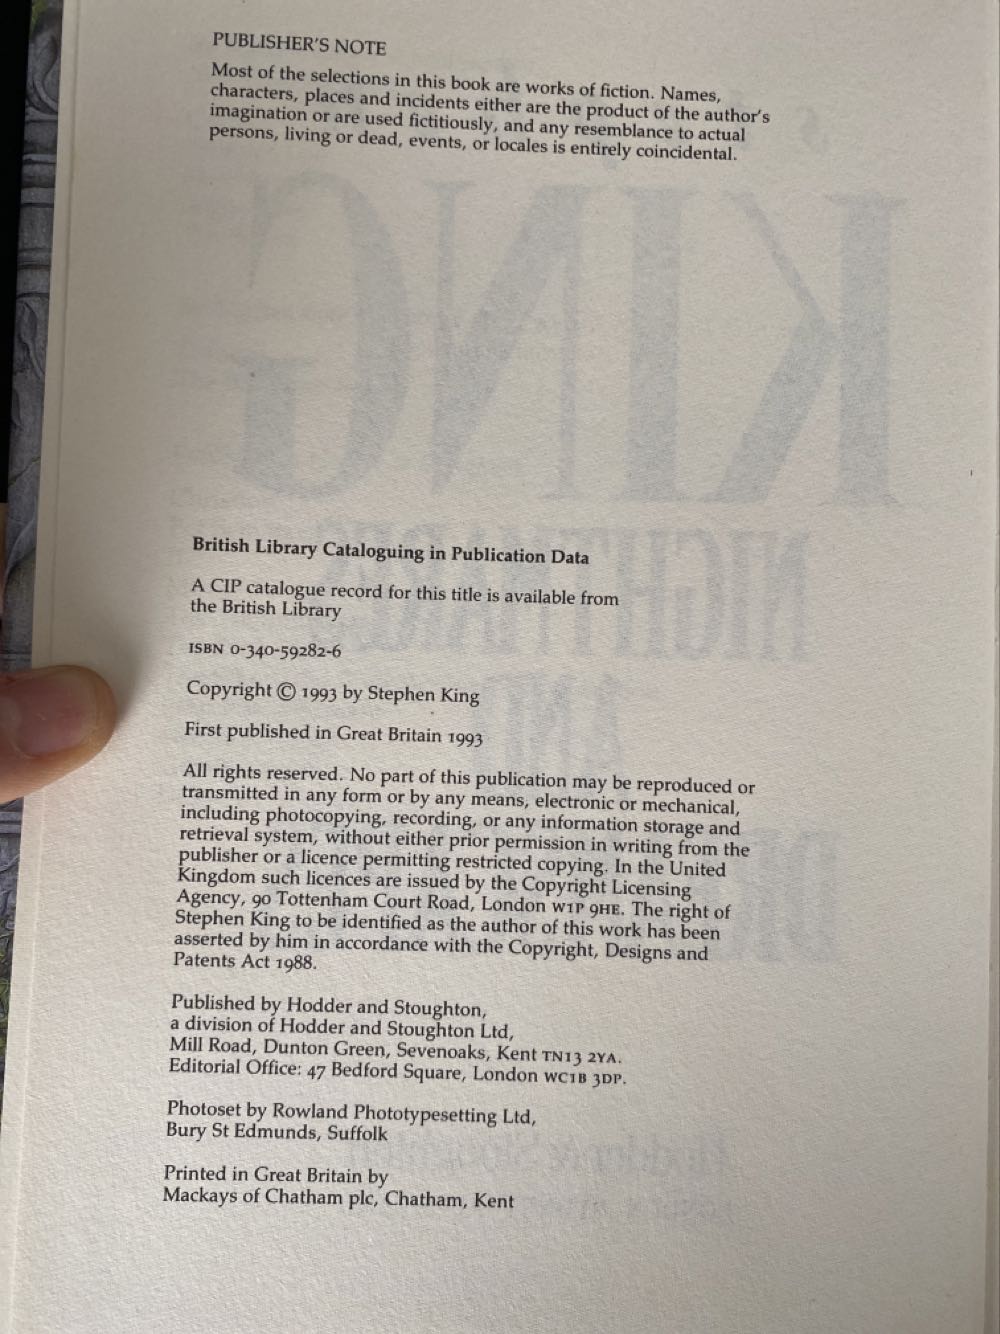 PUBLISHER'S NOTE
Most of the selections in this book are works of fiction. Names,
characters, places and incidents either are the product of the author's
imagination or are used fictitiously, and any resemblance to actual
persons, living or dead, events, or locales is entirely coincidental.
KING
NIGHTMARES
AND
British Library Cataloguing in Publication Data
A CIP catalogue record for this title is available from
the British Library
ISBN 0-340-59282-6
Copyright © 1993 by Stephen King
First published in Great Britain 1993
All rights reserved. No part of this publication may be reproduced or
transmitted in any form or by any means, electronic or mechanical,
including photocopying, recording, or any information storage and
retrieval system, without either prior permission in writing from the
publisher or a licence permitting restricted copying. In the United
Kingdom such licences are issued by the Copyright Licensing
Agency, 90 Tottenham Court Road, London W1P 9HE. The right of
Stephen King to be identified as the author of this work has been
asserted by him in accordance with the Copyright, Designs and
Patents Act 1988.
Published by Hodder and Stoughton,
a division of Hodder and Stoughton Ltd,
Mill Road, Dunton Green, Sevenoaks, Kent TN13 2YA.
Editorial Office: 47 Bedford Square, London WC1B 3DP.
Photoset by Rowland Phototypesetting Ltd,
Bury St Edmunds, Suffolk
Printed in Great Britain by
Mackays of Chatham plc, Chatham, Kent